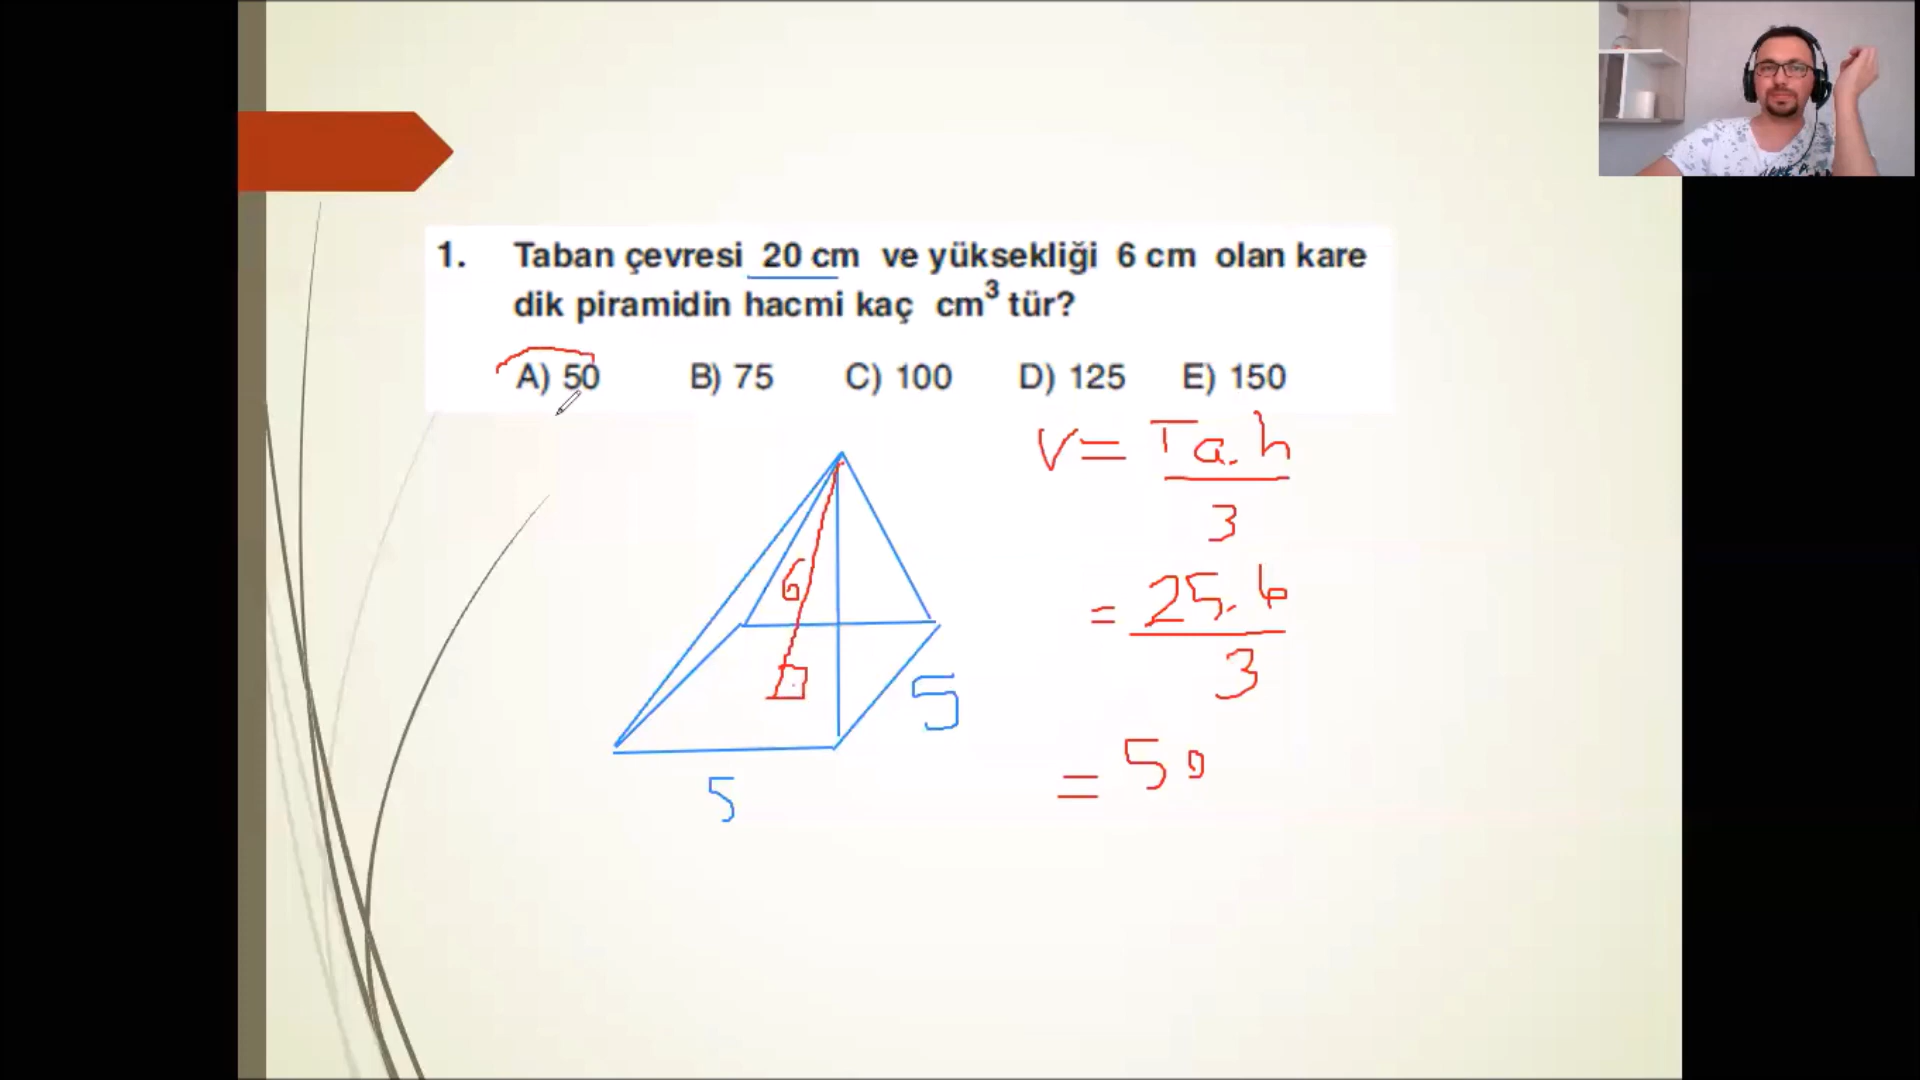 1. Taban çevresi 20 cm ve yüksekliği 6 cm olan kare
dik piramidin hacmi kaç cm³ tür?
A) 50 B) 75 C) 100 D) 125 E) 150
V = Ta.h
3
6
= 25.6
3
5
= 50
5